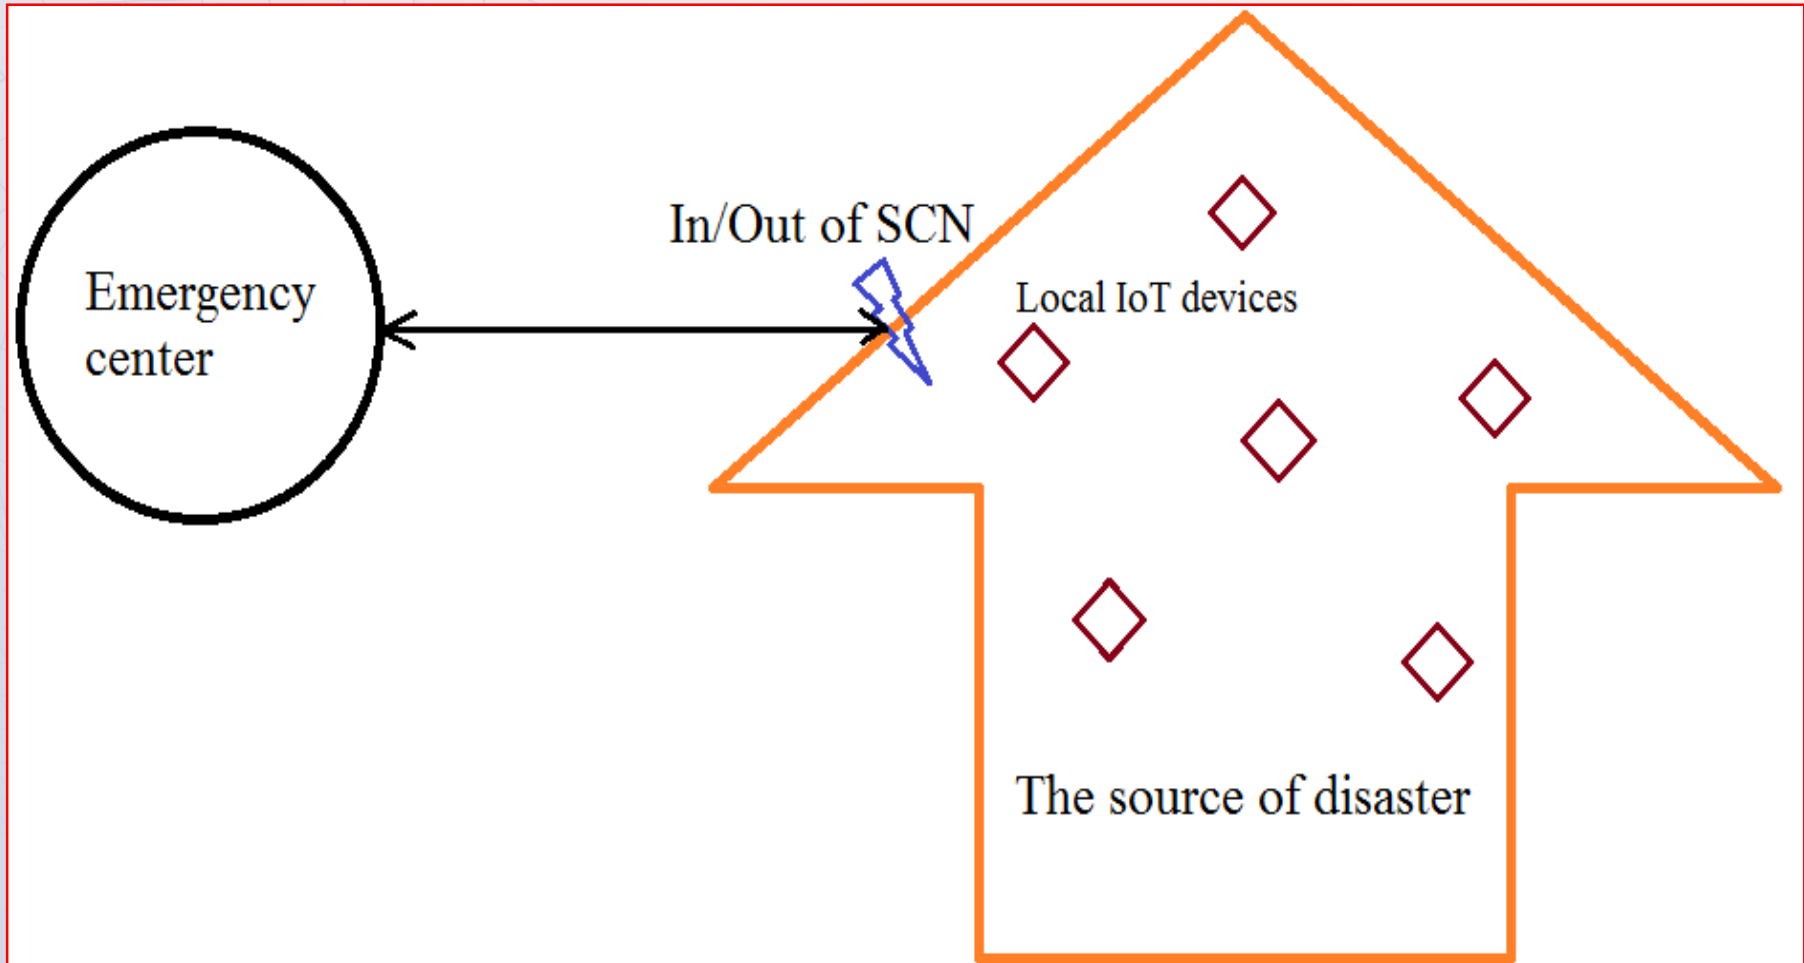 Emergency
center
In/Out of SCN
Local IoT devices
The source of disaster